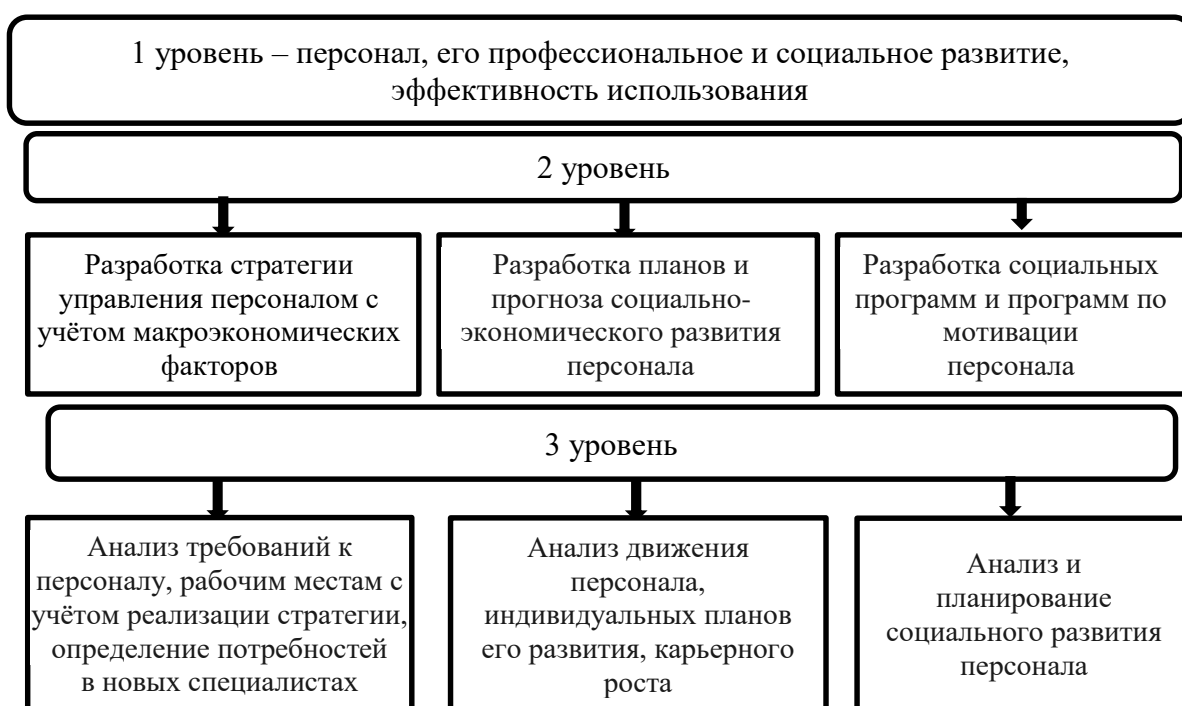 1 уровень – персонал, его профессиональное и социальное развитие,
эффективность использования
2 уровень
Разработка стратегии
управления персоналом с
учётом макроэкономических
факторов
Разработка планов и
прогноза социально-
экономического развития
персонала
Разработка социальных
программ и программ по
мотивации
персонала
3 уровень
Анализ требований к
персоналу, рабочим местам с
учётом реализации стратегии,
определение потребностей
в новых специалистах
Анализ движения
персонала,
индивидуальных планов
его развития, карьерного
роста
Анализ и
планирование
социального развития
персонала